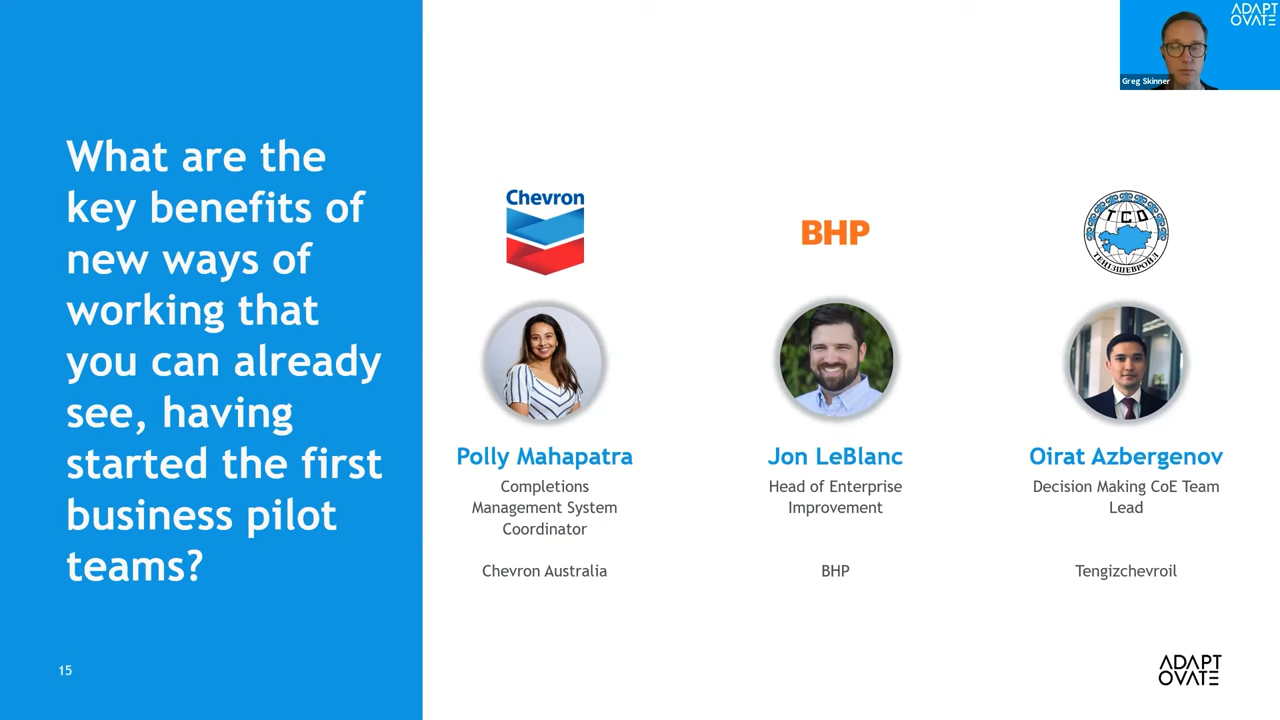 What are the
key benefits of
new ways of
working that
you can already
see, having
started the first
business pilot
teams?
15
Chevron
Polly Mahapatra
Completions
Management System
Coordinator
Chevron Australia
BHP
Jon LeBlanc
Head of Enterprise
Improvement
BHP
ТСО
ТЕНІЗШЕВРОЙЛ
Oirat Azbergenov
Decision Making CoE Team
Lead
Tengizchevroil
ADAPT
OVATE
Greg Skinner
ADAPT
OVATE